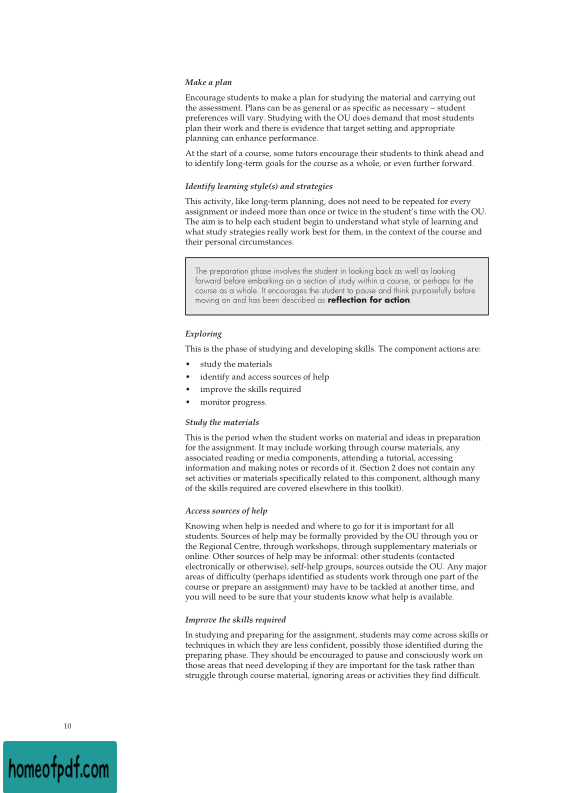 Make a plan
Encourage students to make a plan for studying the material and carrying out
the assessment. Plans can be as general or as specific as necessary – student
preferences will vary. Studying with the OU does demand that most students
plan their work and there is evidence that target setting and appropriate
planning can enhance performance.
At the start of a course, some tutors encourage their students to think ahead and
to identify long-term goals for the course as a whole, or even further forward.
Identify learning style(s) and strategies
This activity, like long-term planning, does not need to be repeated for every
assignment or indeed more than once or twice in the student's time with the OU.
The aim is to help each student begin to understand what style of learning and
what study strategies really work best for them, in the context of the course and
their personal circumstances.
The preparation phase involves the student in looking back as well as looking
forward before embarking on a section of study within a course, or perhaps for the
course as a whole. It encourages the student to pause and think purposefully before
moving on and has been described as reflection for action.
Exploring
This is the phase of studying and developing skills. The component actions are:
• study the materials
• identify and access sources of help
• improve the skills required
• monitor progress.
Study the materials
This is the period when the student works on material and ideas in preparation
for the assignment. It may include working through course materials, any
associated reading or media components, attending a tutorial, accessing
information and making notes or records of it. (Section 2 does not contain any
set activities or materials specifically related to this component, although many
of the skills required are covered elsewhere in this toolkit).
Access sources of help
Knowing when help is needed and where to go for it is important for all
students. Sources of help may be formally provided by the OU through you or
the Regional Centre, through workshops, through supplementary materials or
online. Other sources of help may be informal: other students (contacted
electronically or otherwise), self-help groups, sources outside the OU. Any major
areas of difficulty (perhaps identified as students work through one part of the
course or prepare an assignment) may have to be tackled at another time, and
you will need to be sure that your students know what help is available.
Improve the skills required
In studying and preparing for the assignment, students may come across skills or
techniques in which they are less confident, possibly those identified during the
preparing phase. They should be encouraged to pause and consciously work on
those areas that need developing if they are important for the task rather than
struggle through course material, ignoring areas or activities they find difficult.
10
homeofpdf.com